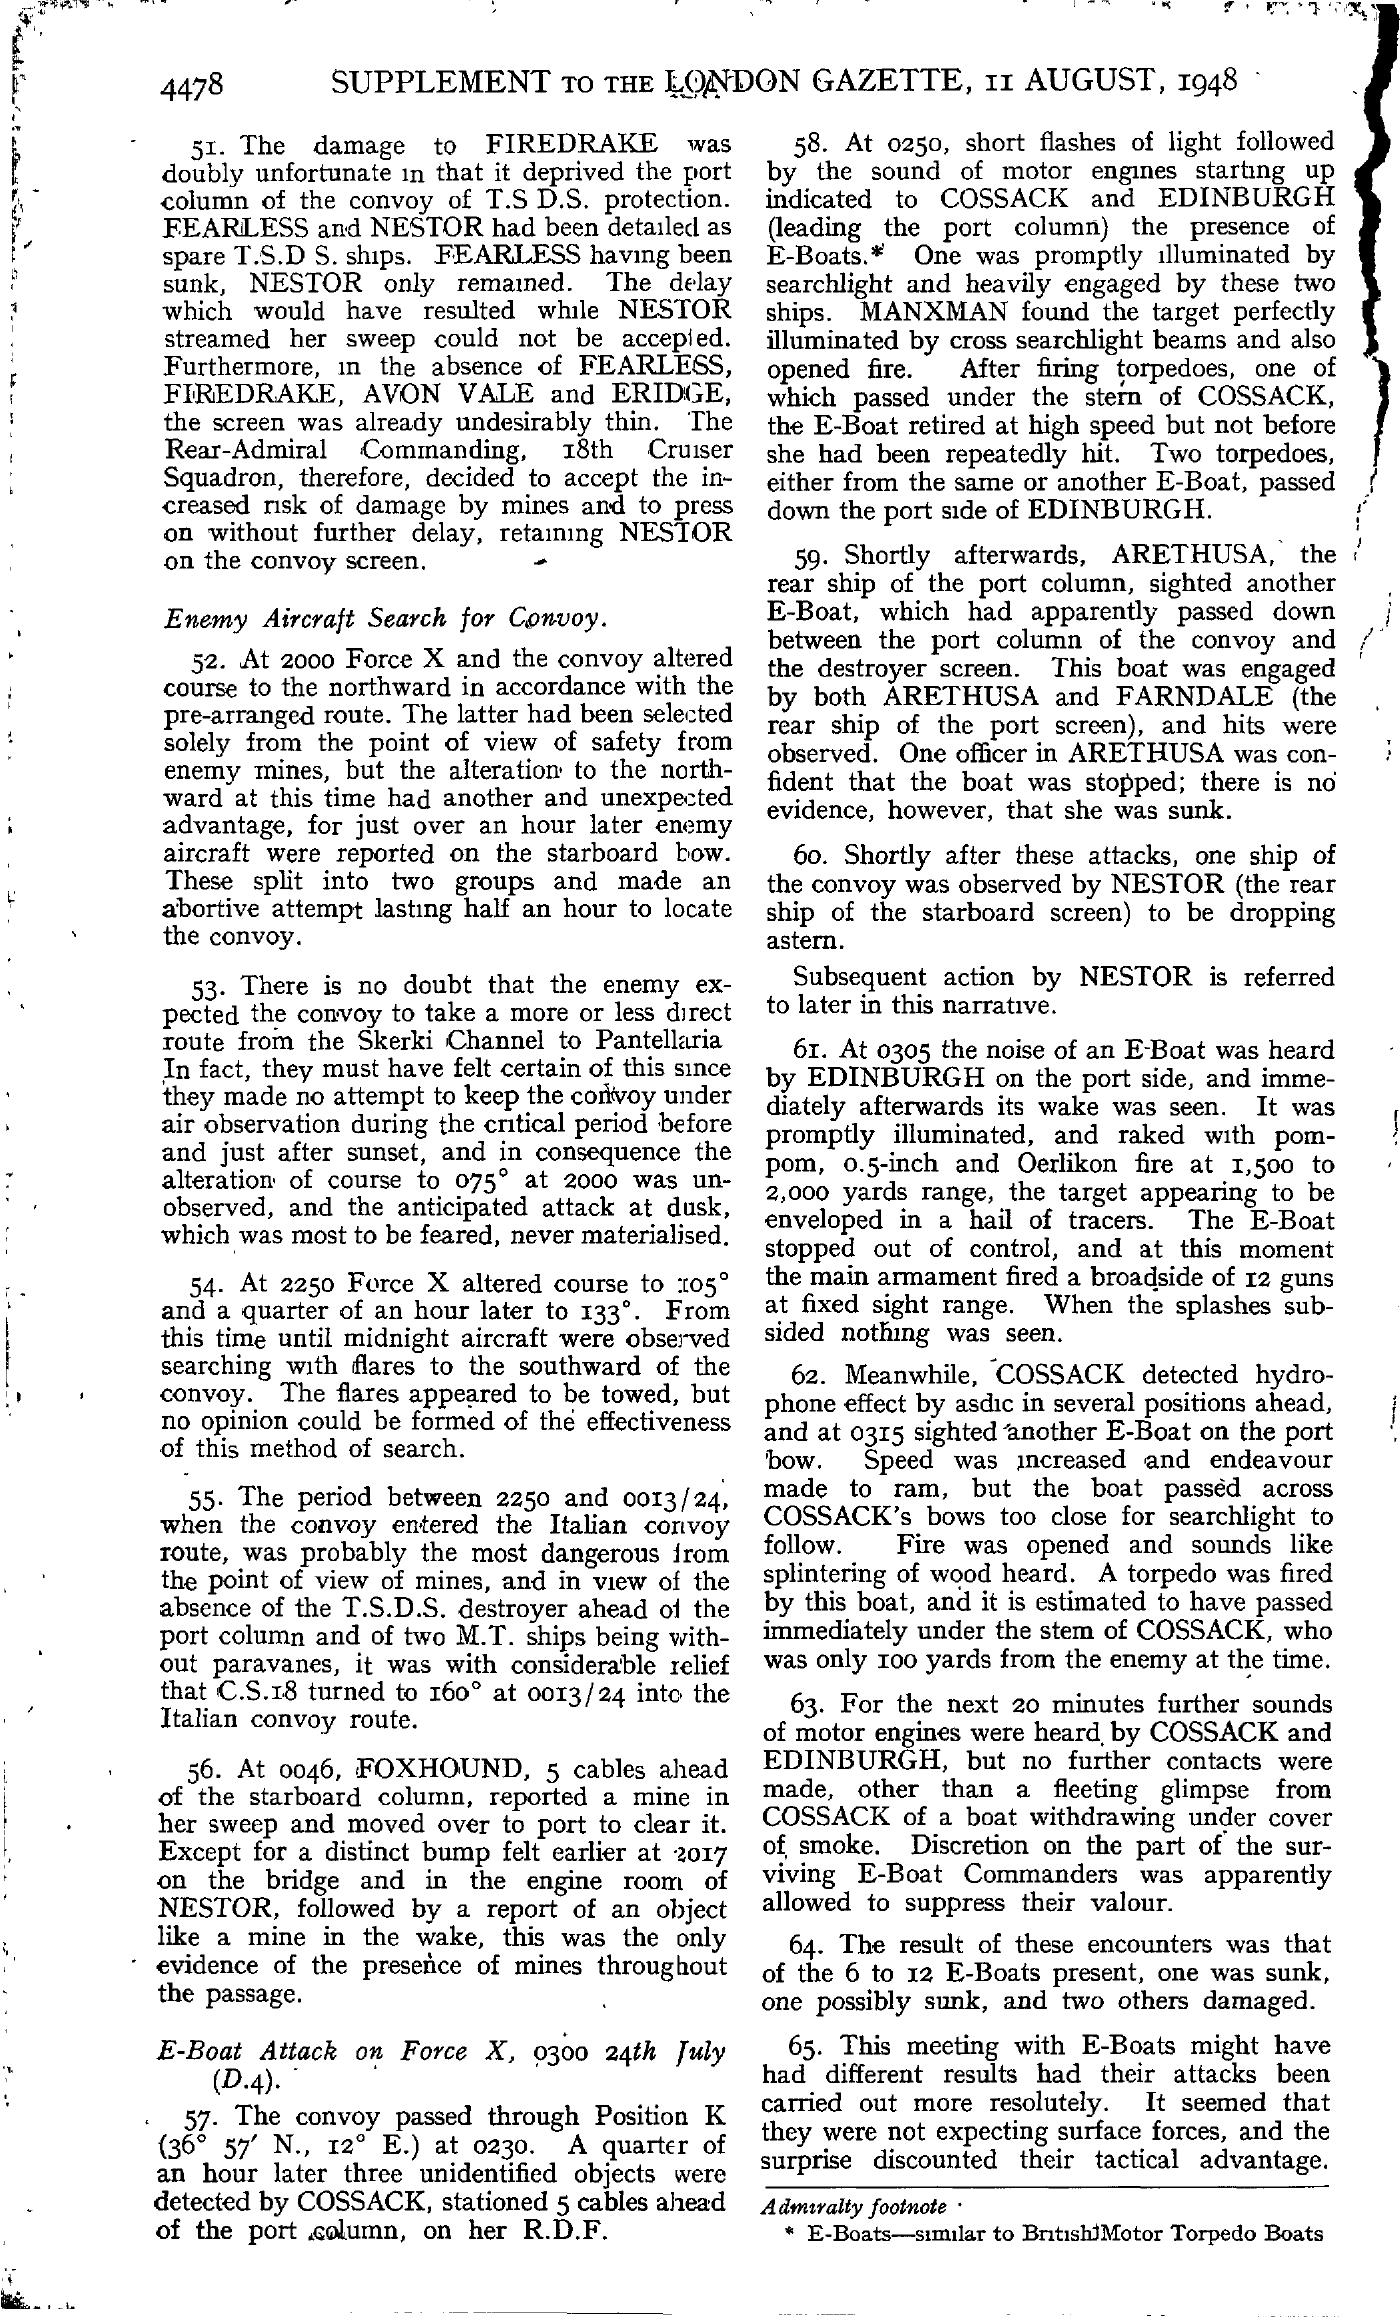 4478 SUPPLEMENT TO THE LONDON GAZETTE, 11 AUGUST, 1948
51. The damage to FIREDRAKE was
doubly unfortunate in that it deprived the port
column of the convoy of T.S D.S. protection.
FEARLESS and NESTOR had been detailed as
spare T.S.D S. ships. FEARLESS having been
sunk, NESTOR only remained. The delay
which would have resulted while NESTOR
streamed her sweep could not be accepted.
Furthermore, in the absence of FEARLESS,
FIREDRAKE, AVON VALE and ERIDGE,
the screen was already undesirably thin. The
Rear-Admiral Commanding, 18th Cruiser
Squadron, therefore, decided to accept the in-
creased risk of damage by mines and to press
on without further delay, retaining NESTOR
on the convoy screen.
Enemy Aircraft Search for Convoy.
52. At 2000 Force X and the convoy altered
course to the northward in accordance with the
pre-arranged route. The latter had been selected
solely from the point of view of safety from
enemy mines, but the alteration to the north-
ward at this time had another and unexpected
advantage, for just over an hour later enemy
aircraft were reported on the starboard bow.
These split into two groups and made an
abortive attempt lasting half an hour to locate
the convoy.
53. There is no doubt that the enemy ex-
pected the convoy to take a more or less direct
route from the Skerki Channel to Pantellaria
In fact, they must have felt certain of this since
they made no attempt to keep the convoy under
air observation during the critical period before
and just after sunset, and in consequence the
alteration of course to 075° at 2000 was un-
observed, and the anticipated attack at dusk,
which was most to be feared, never materialised.
54. At 2250 Force X altered course to 105°
and a quarter of an hour later to 133°. From
this time until midnight aircraft were observed
searching with flares to the southward of the
convoy. The flares appeared to be towed, but
no opinion could be formed of the effectiveness
of this method of search.
55. The period between 2250 and 0013/24,
when the convoy entered the Italian convoy
route, was probably the most dangerous from
the point of view of mines, and in view of the
absence of the T.S.D.S. destroyer ahead of the
port column and of two M.T. ships being with-
out paravanes, it was with considerable relief
that C.S.18 turned to 160° at 0013/24 into the
Italian convoy route.
56. At 0046, FOXHOUND, 5 cables ahead
of the starboard column, reported a mine in
her sweep and moved over to port to clear it.
Except for a distinct bump felt earlier at 2017
on the bridge and in the engine room of
NESTOR, followed by a report of an object
like a mine in the wake, this was the only
evidence of the presence of mines throughout
the passage.
E-Boat Attack on Force X, 0300 24th July
(D.4).
57. The convoy passed through Position K
(36° 57′ N., 12° E.) at 0230. A quarter of
an hour later three unidentified objects were
detected by COSSACK, stationed 5 cables ahead
of the port column, on her R.D.F.
58. At 0250, short flashes of light followed
by the sound of motor engines starting up
indicated to COSSACK and EDINBURGH
(leading the port column) the presence of
E-Boats.* One was promptly illuminated by
searchlight and heavily engaged by these two
ships. MANXMAN found the target perfectly
illuminated by cross searchlight beams and also
opened fire. After firing torpedoes, one of
which passed under the stern of COSSACK,
the E-Boat retired at high speed but not before
she had been repeatedly hit. Two torpedoes,
either from the same or another E-Boat, passed
down the port side of EDINBURGH.
59. Shortly afterwards, ARETHUSA, the
rear ship of the port column, sighted another
E-Boat, which had apparently passed down
between the port column of the convoy and
the destroyer screen. This boat was engaged
by both ARETHUSA and FARNDALE (the
rear ship of the port screen), and hits were
observed. One officer in ARETHUSA was con-
fident that the boat was stopped; there is no
evidence, however, that she was sunk.
60. Shortly after these attacks, one ship of
the convoy was observed by NESTOR (the rear
ship of the starboard screen) to be dropping
astern.
Subsequent action by NESTOR is referred
to later in this narrative.
61. At 0305 the noise of an E-Boat was heard
by EDINBURGH on the port side, and imme-
diately afterwards its wake was seen. It was
promptly illuminated, and raked with pom-
pom, 0.5-inch and Oerlikon fire at 1,500 to
2,000 yards range, the target appearing to be
enveloped in a hail of tracers. The E-Boat
stopped out of control, and at this moment
the main armament fired a broadside of 12 guns
at fixed sight range. When the splashes sub-
sided nothing was seen.
62. Meanwhile, COSSACK detected hydro-
phone effect by asdic in several positions ahead,
and at 0315 sighted another E-Boat on the port
bow. Speed was increased and endeavour
made to ram, but the boat passed across
COSSACK's bows too close for searchlight to
follow. Fire was opened and sounds like
splintering of wood heard. A torpedo was fired
by this boat, and it is estimated to have passed
immediately under the stem of COSSACK, who
was only 100 yards from the enemy at the time.
63. For the next 20 minutes further sounds
of motor engines were heard by COSSACK and
EDINBURGH, but no further contacts were
made, other than a fleeting glimpse from
COSSACK of a boat withdrawing under cover
of smoke. Discretion on the part of the sur-
viving E-Boat Commanders was apparently
allowed to suppress their valour.
64. The result of these encounters was that
of the 6 to 12 E-Boats present, one was sunk,
one possibly sunk, and two others damaged.
65. This meeting with E-Boats might have
had different results had their attacks been
carried out more resolutely. It seemed that
they were not expecting surface forces, and the
surprise discounted their tactical advantage.
Admiralty footnote ·
* E-Boats—similar to British Motor Torpedo Boats